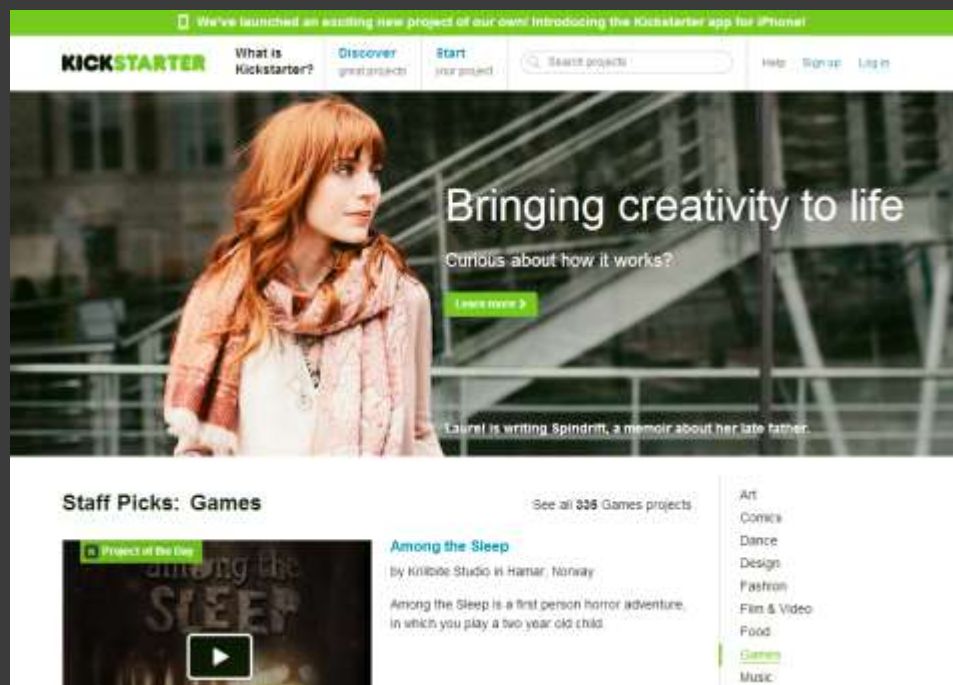 We've launched an exciting new project of our own! Introducing the Kickstarter app for iPhone!
KICKSTARTER
What is
Kickstarter?
Discover
great projects
Start
your project
Search projects
Help
Sign up
Log in
Bringing creativity to life
Curious about how it works?
Learn more
Laurel is writing Spindrift, a memoir about her late father.
Staff Picks: Games
See all 335 Games projects
Project of the Day
among the
SLEEP
Among the Sleep
by Krillbite Studio in Hamar, Norway
Among the Sleep is a first person horror adventure,
in which you play a two year old child.
Art
Comics
Dance
Design
Fashion
Film & Video
Food
Games
Music